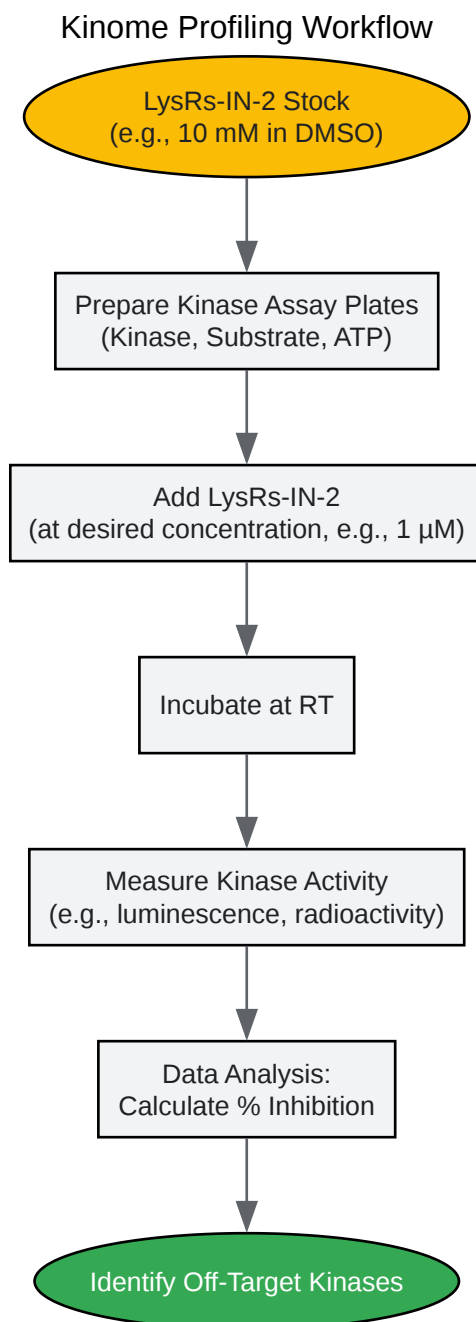 Kinome Profiling Workflow
LysRs-IN-2 Stock
(e.g., 10 mM in DMSO)
Prepare Kinase Assay Plates
(Kinase, Substrate, ATP)
Add LysRs-IN-2
(at desired concentration, e.g., 1 µM)
Incubate at RT
Measure Kinase Activity
(e.g., luminescence, radioactivity)
Data Analysis:
Calculate % Inhibition
Identify Off-Target Kinases